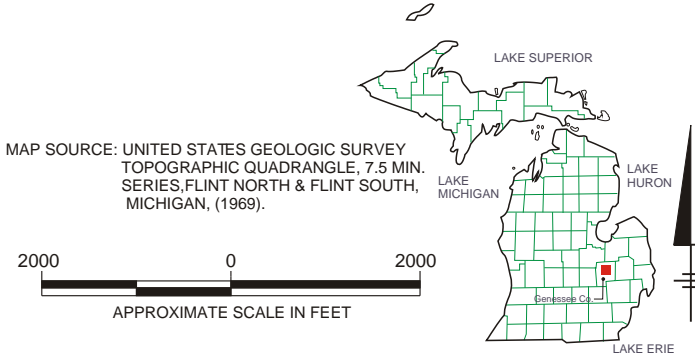 LAKE SUPERIOR
MAP SOURCE: UNITED STATES GEOLOGIC SURVEY
TOPOGRAPHIC QUADRANGLE, 7.5 MIN.
SERIES,FLINT NORTH & FLINT SOUTH,
MICHIGAN, (1969).
LAKE
MICHIGAN
LAKE
HURON
2000 0 2000
APPROXIMATE SCALE IN FEET
Genessee Co.
LAKE ERIE